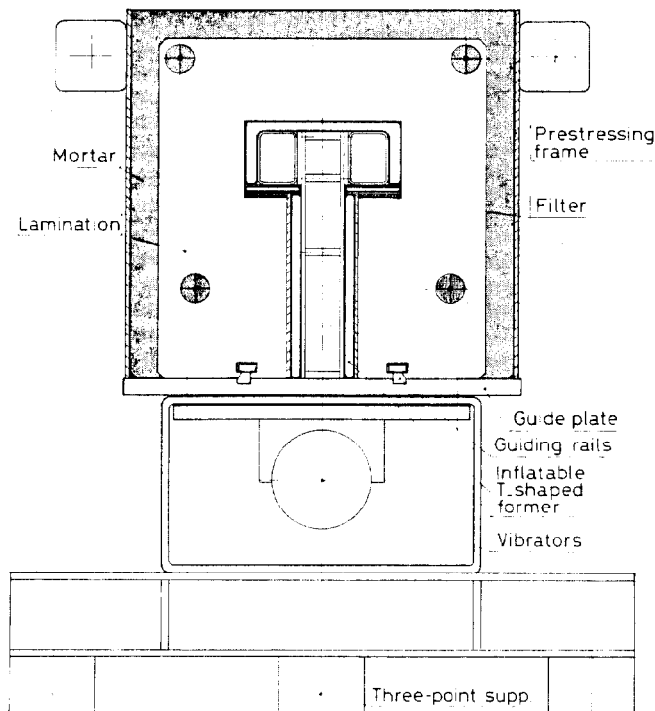 Mortar
Lamination
Prestressing
frame
Filter
Guide plate
Guiding rails
Inflatable
T-shaped
former
Vibrators
Three-point supp.